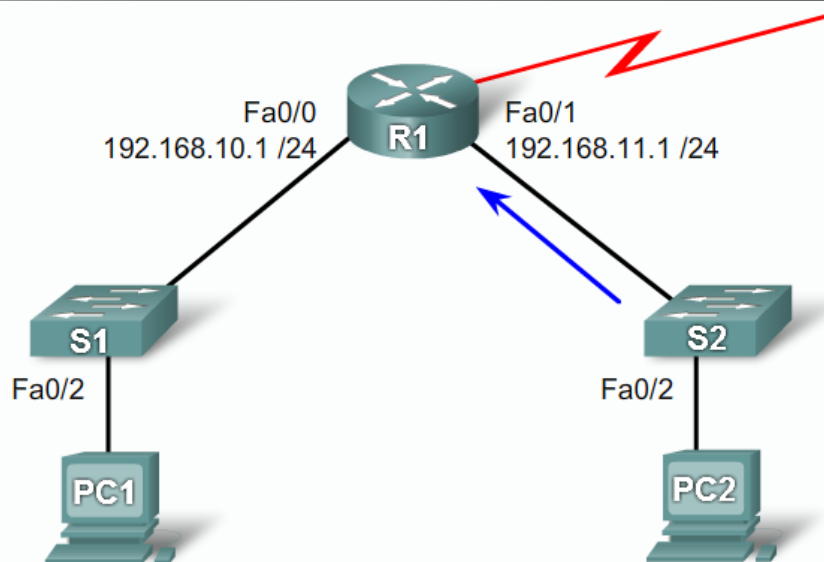 Fa0/0
192.168.10.1 /24
R1
Fa0/1
192.168.11.1 /24
S1
Fa0/2
PC1
S2
Fa0/2
PC2